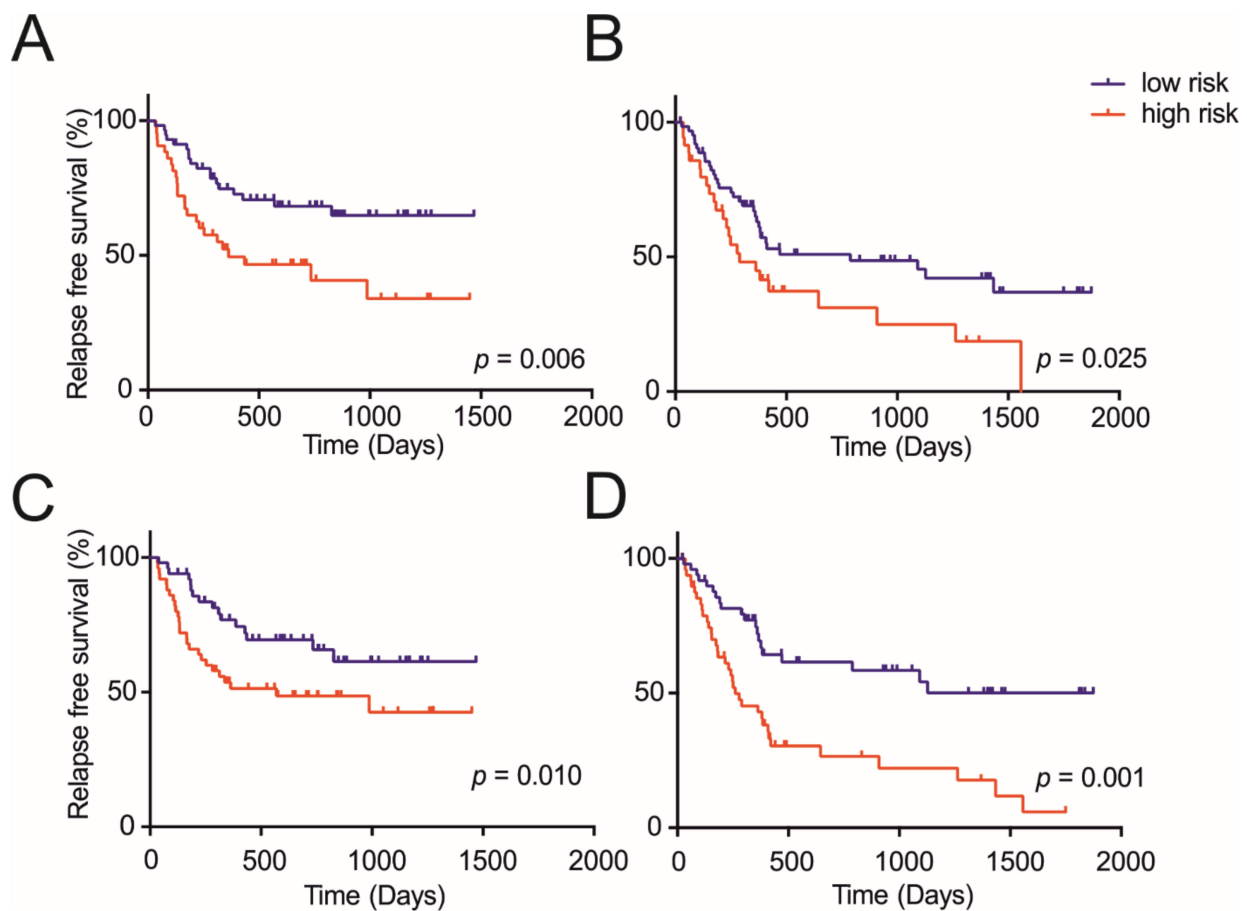 A
B
low risk
high risk
Relapse free survival (%)
100
50
0
p = 0.006
0 500 1000 1500 2000
Time (Days)
100
50
0
p = 0.025
0 500 1000 1500 2000
Time (Days)
C
D
Relapse free survival (%)
100
50
0
p = 0.010
0 500 1000 1500 2000
Time (Days)
100
50
0
p = 0.001
0 500 1000 1500 2000
Time (Days)